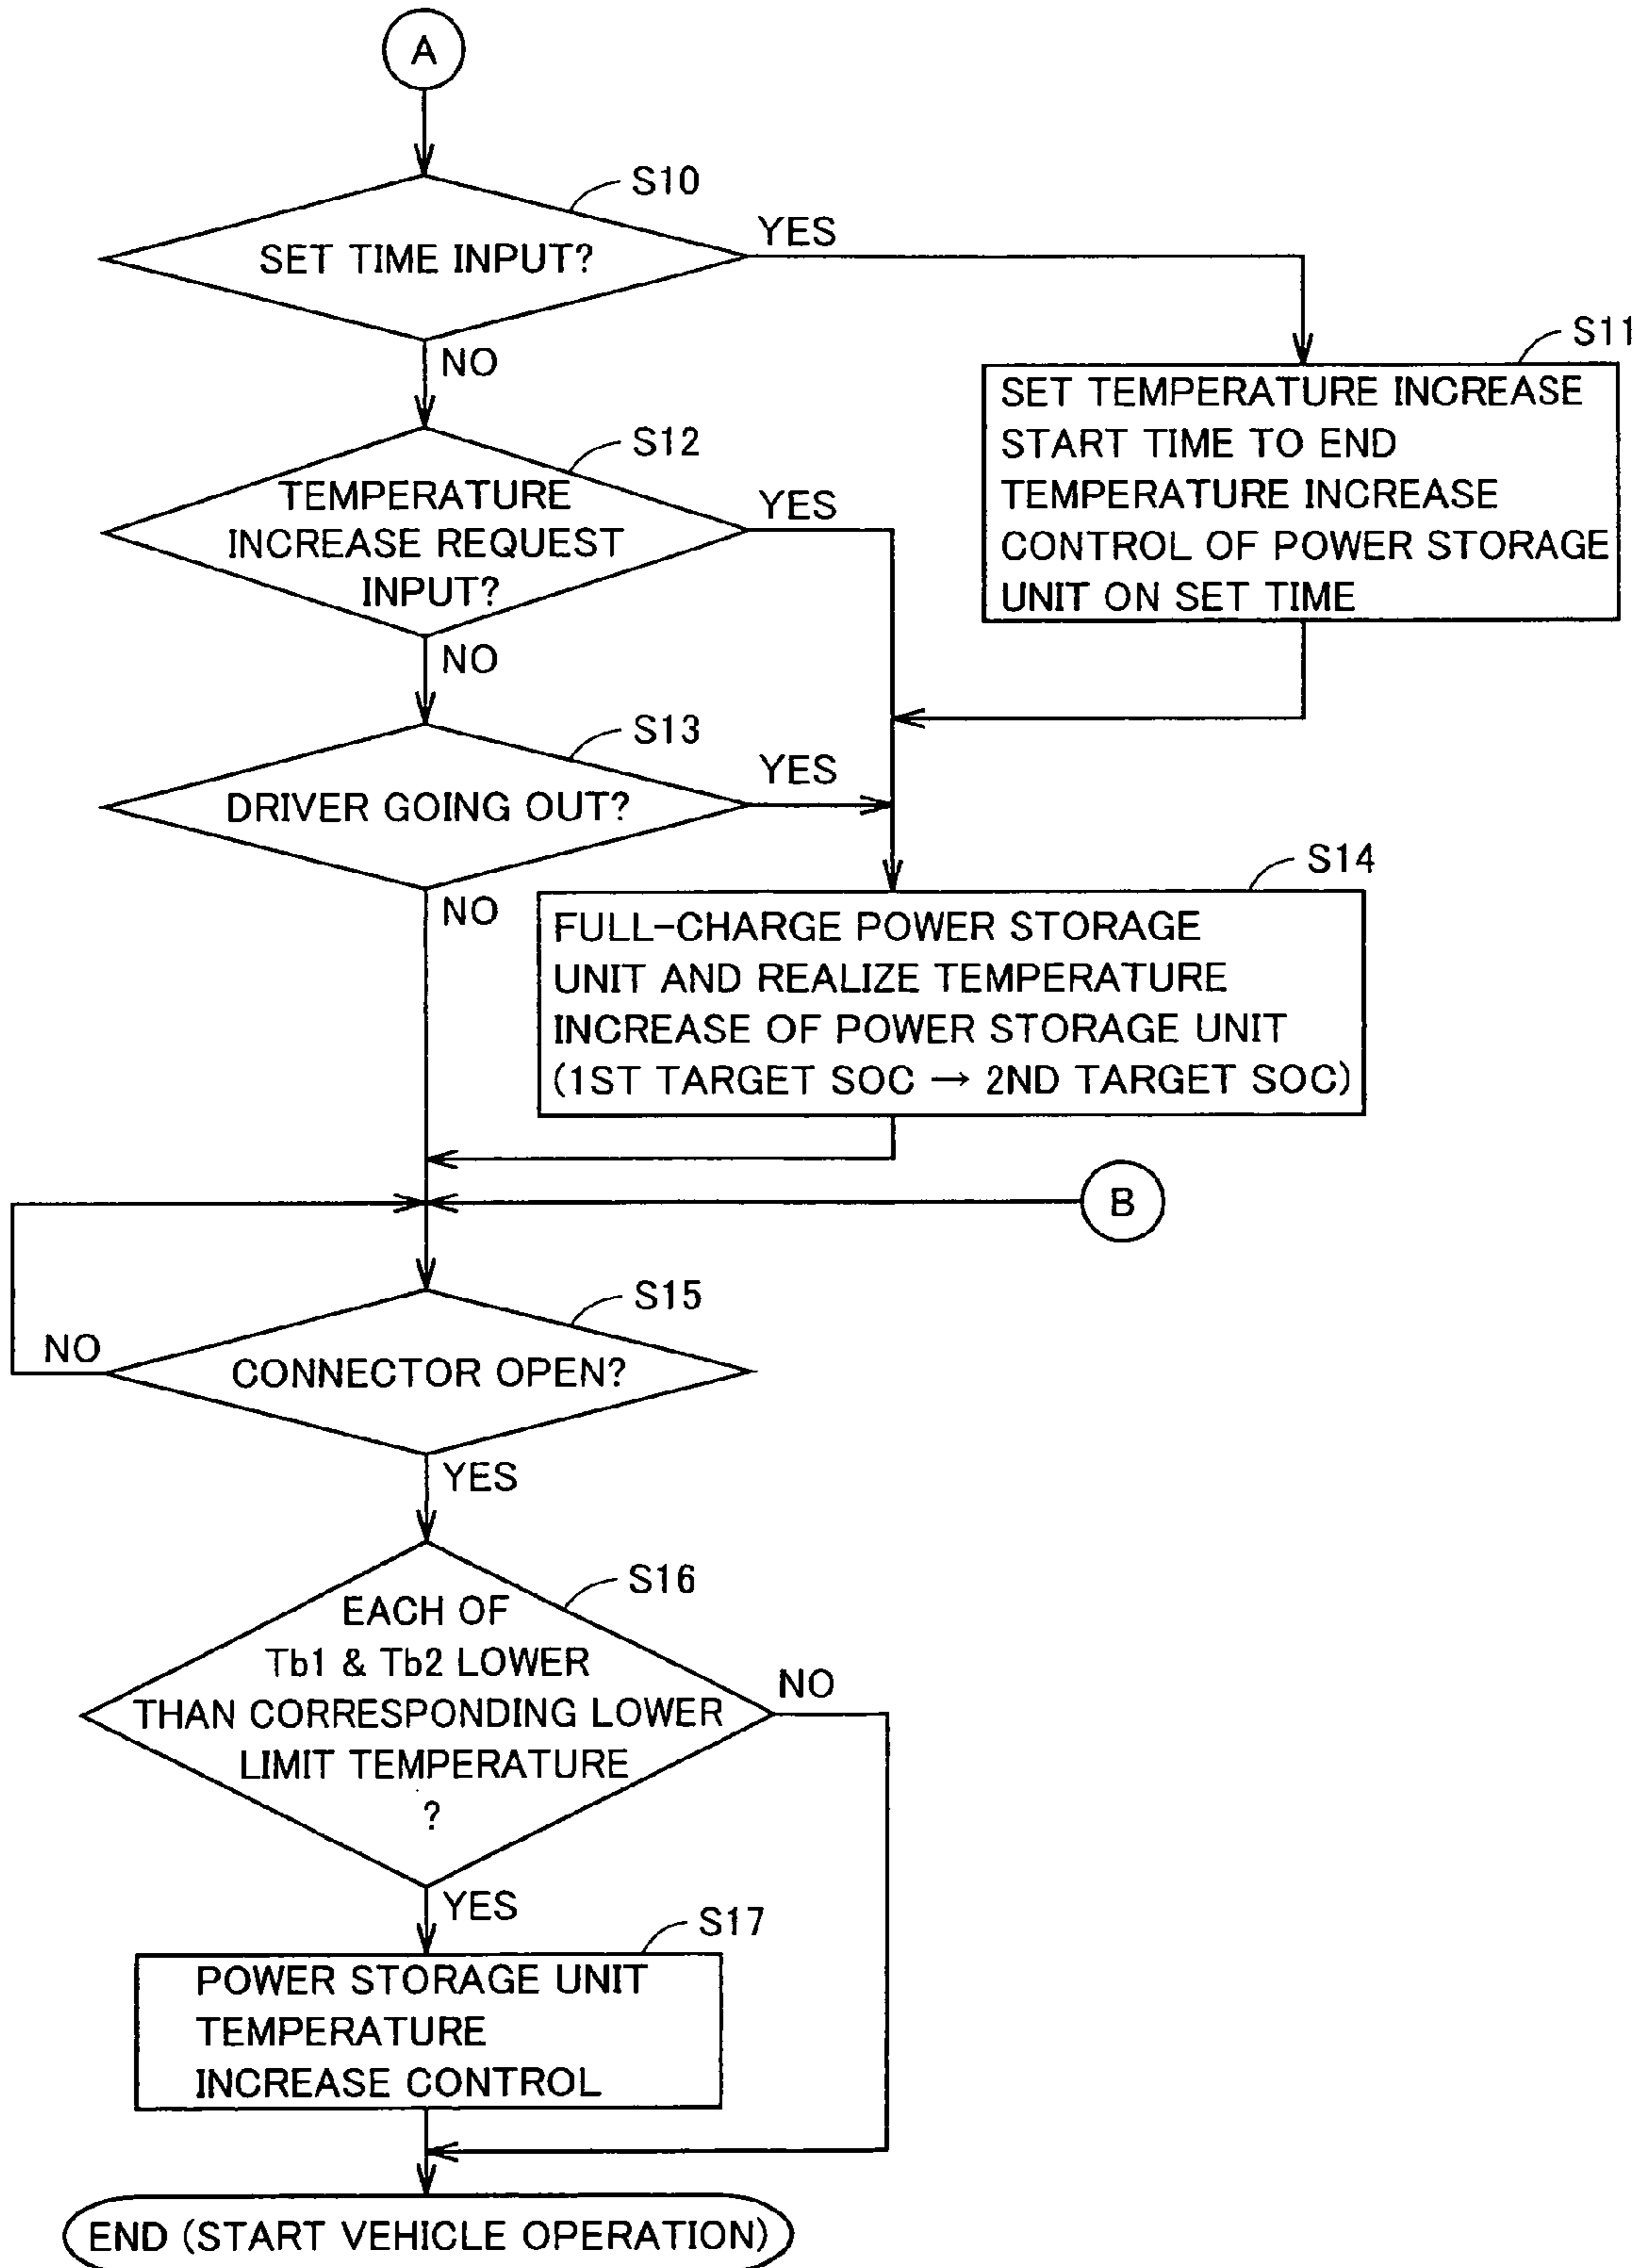 A
S10
SET TIME INPUT?
YES
NO
S11
SET TEMPERATURE INCREASE
START TIME TO END
TEMPERATURE INCREASE
CONTROL OF POWER STORAGE
UNIT ON SET TIME
S12
TEMPERATURE
INCREASE REQUEST
INPUT?
YES
NO
S13
DRIVER GOING OUT?
YES
NO
S14
FULL-CHARGE POWER STORAGE
UNIT AND REALIZE TEMPERATURE
INCREASE OF POWER STORAGE UNIT
(1ST TARGET SOC → 2ND TARGET SOC)
B
S15
CONNECTOR OPEN?
NO
YES
S16
EACH OF
Tb1 & Tb2 LOWER
THAN CORRESPONDING LOWER
LIMIT TEMPERATURE
?
NO
YES
S17
POWER STORAGE UNIT
TEMPERATURE
INCREASE CONTROL
END (START VEHICLE OPERATION)